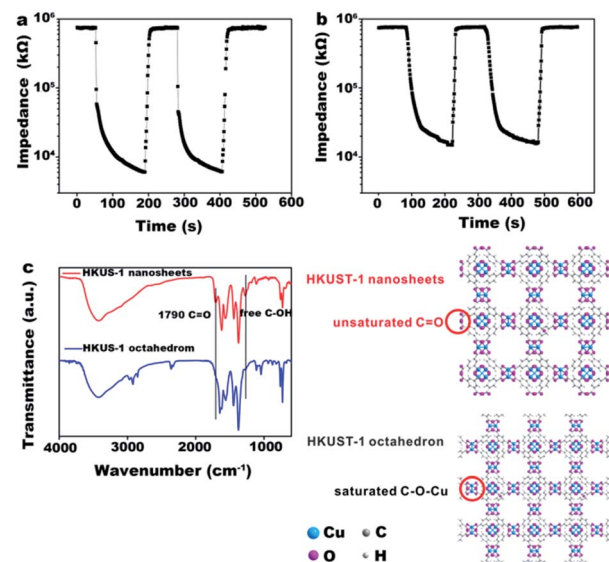 a
Impedance (kΩ)
10⁶
10⁵
10⁴
0 100 200 300 400 500 600
Time (s)
b
Impedance (kΩ)
10⁶
10⁵
10⁴
0 100 200 300 400 500 600
Time (s)
c
HKUS-1 nanosheets
1790 C=O
free C-OH
HKUS-1 octahedrom
Transmittance (a.u.)
4000 3000 2000 1000
Wavenumber (cm⁻¹)
HKUST-1 nanosheets
unsaturated C=O
HKUST-1 octahedron
saturated C-O-Cu
Cu C
O H